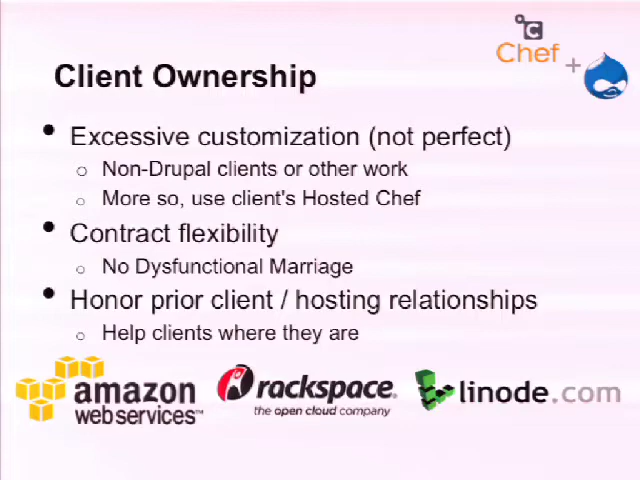 C
Chef
+
Client Ownership
• Excessive customization (not perfect)
o Non-Drupal clients or other work
o More so, use client's Hosted Chef
• Contract flexibility
o No Dysfunctional Marriage
• Honor prior client / hosting relationships
o Help clients where they are
amazon
webservices™
rackspace.
the open cloud company
linode.com